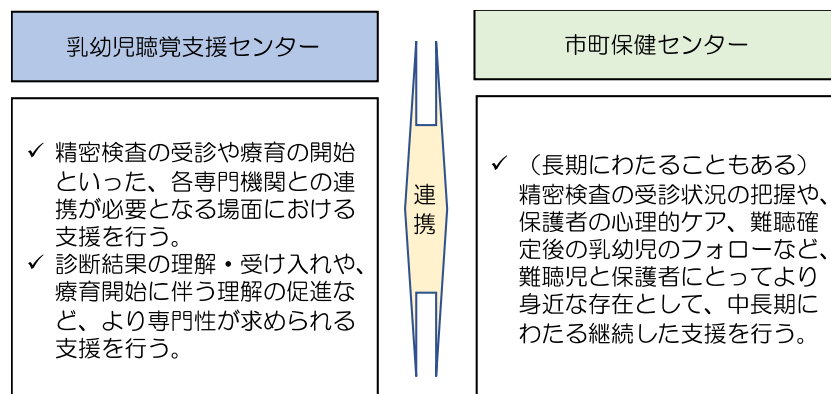 乳幼児聴覚支援センター
✓ 精密検査の受診や療育の開始
といった、各専門機関との連
携が必要となる場面における
支援を行う。
✓ 診断結果の理解・受け入れや、
療育開始に伴う理解の促進な
ど、より専門性が求められる
支援を行う。
連
携
市町保健センター
✓ （長期にわたることもある）
精密検査の受診状況の把握や、
保護者の心理的ケア、難聴確
定後の乳幼児のフォローなど、
難聴児と保護者にとってより
身近な存在として、中長期に
わたる継続した支援を行う。